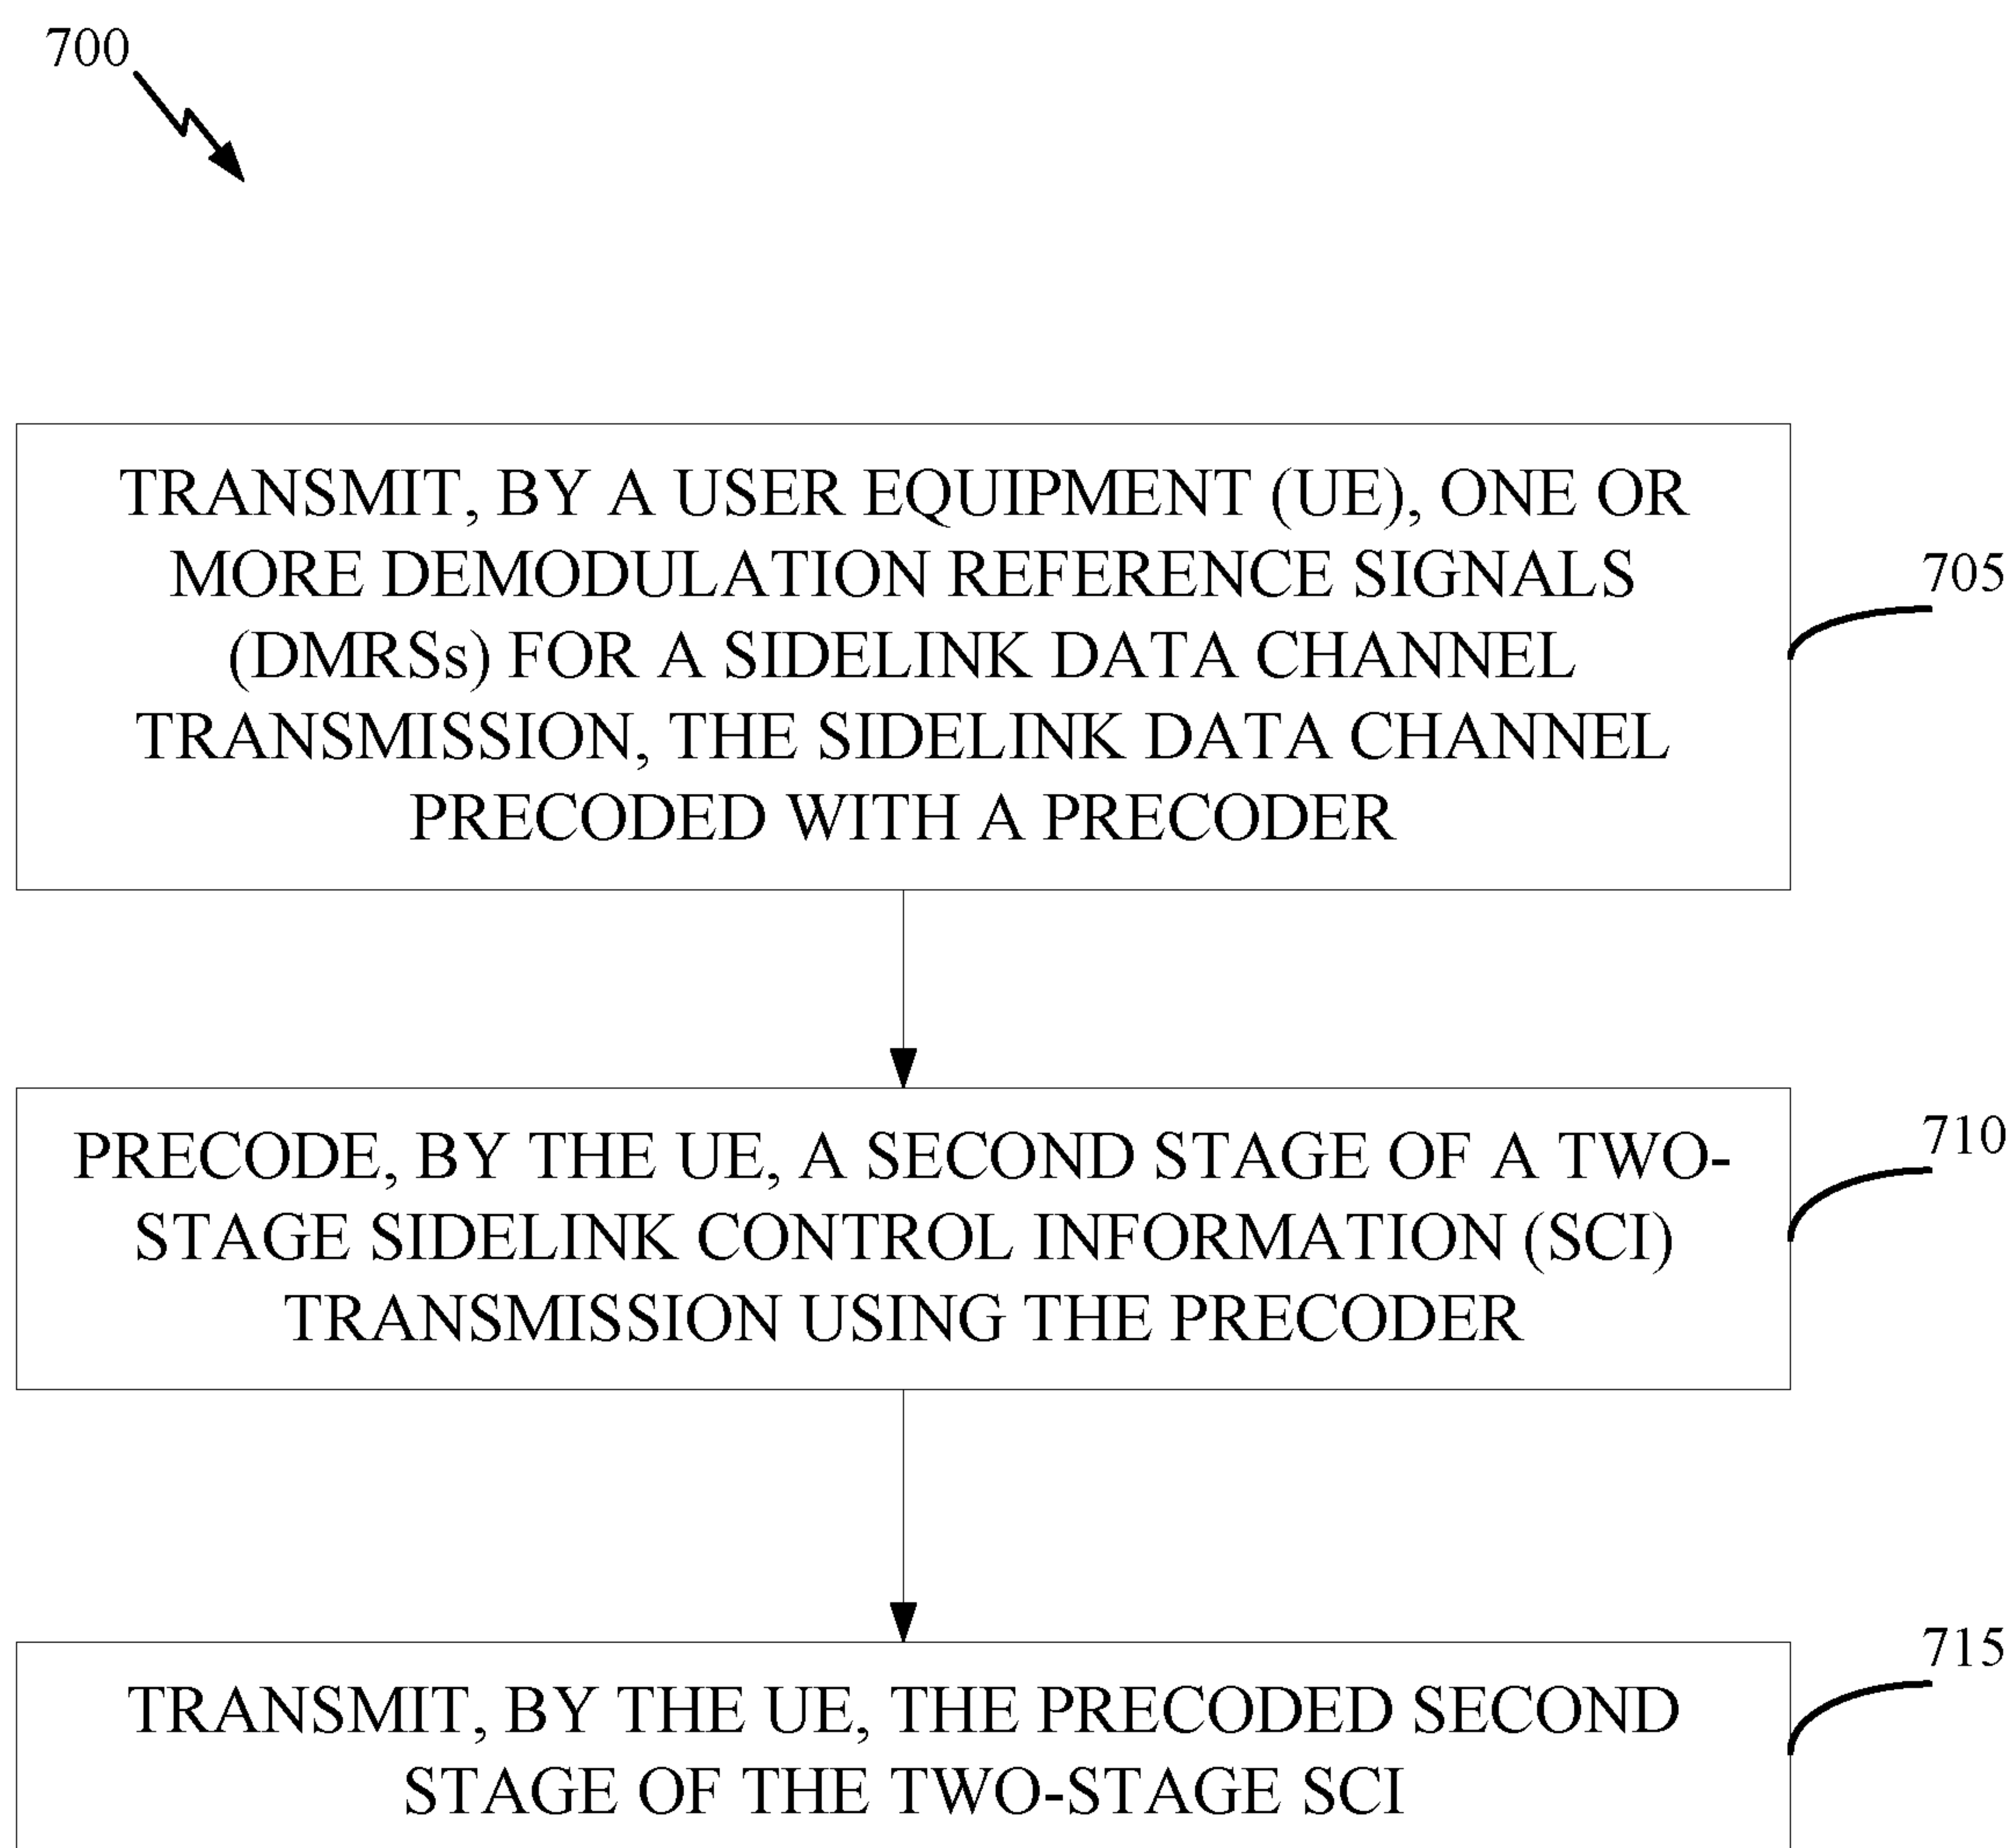 700
TRANSMIT, BY A USER EQUIPMENT (UE), ONE OR
MORE DEMODULATION REFERENCE SIGNALS
(DMRSs) FOR A SIDELINK DATA CHANNEL
TRANSMISSION, THE SIDELINK DATA CHANNEL
PRECODED WITH A PRECODER
705
PRECODE, BY THE UE, A SECOND STAGE OF A TWO-
STAGE SIDELINK CONTROL INFORMATION (SCI)
TRANSMISSION USING THE PRECODER
710
TRANSMIT, BY THE UE, THE PRECODED SECOND
STAGE OF THE TWO-STAGE SCI
715